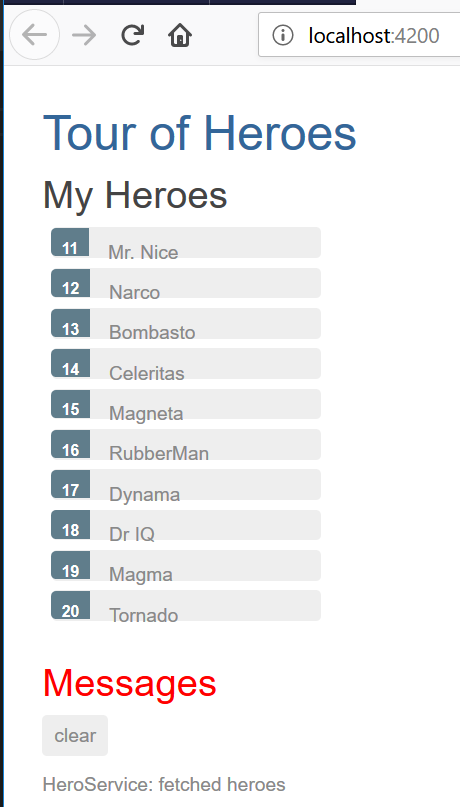 localhost:4200
Tour of Heroes
My Heroes
11 Mr. Nice
12 Narco
13 Bombasto
14 Celeritas
15 Magneta
16 RubberMan
17 Dynama
18 Dr IQ
19 Magma
20 Tornado
Messages
clear
HeroService: fetched heroes